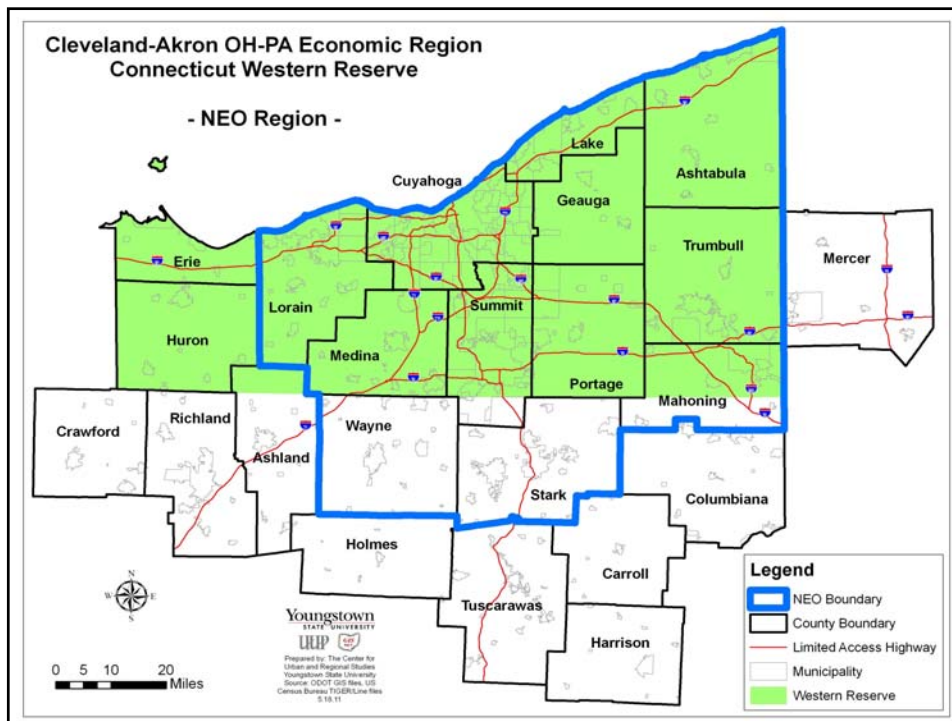 Cleveland-Akron OH-PA Economic Region
Connecticut Western Reserve
- NEO Region -
Lake
Ashtabula
Cuyahoga
Geauga
Trumbull
Mercer
Erie
Lorain
Summit
Huron
Medina
Portage
Mahoning
Crawford
Richland
Wayne
Ashland
Stark
Columbiana
Holmes
Carroll
Tuscarawas
Harrison
N
W
E
S
0 5 10 20
Miles
Youngstown
STATE UNIVERSITY
Prepared by: The Center for
Urban and Regional Studies
Youngstown State University
Source: ODOT GIS files, US
Census Bureau TIGER/Line files
5.18.11
Legend
NEO Boundary
County Boundary
Limited Access Highway
Municipality
Western Reserve